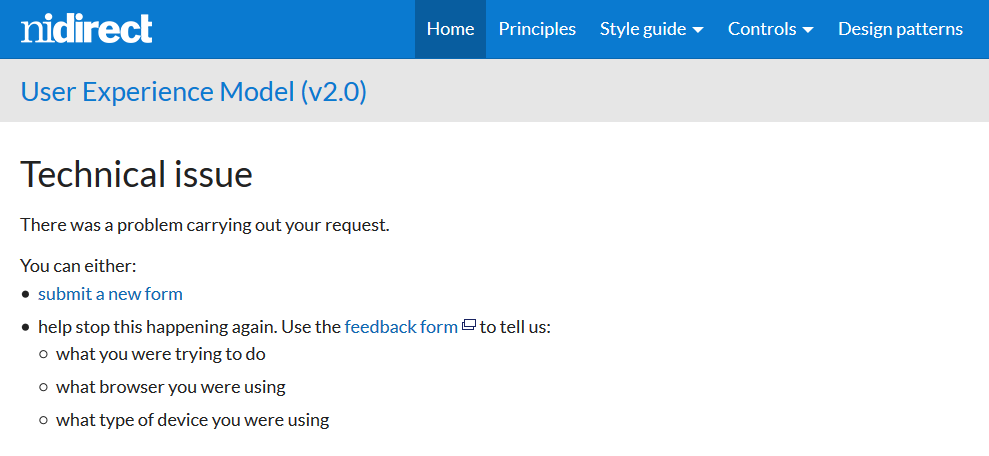 nidirect Home Principles Style guide Controls Design patterns
User Experience Model (v2.0)
Technical issue
There was a problem carrying out your request.
You can either:
• submit a new form
• help stop this happening again. Use the feedback form to tell us:
○ what you were trying to do
○ what browser you were using
○ what type of device you were using